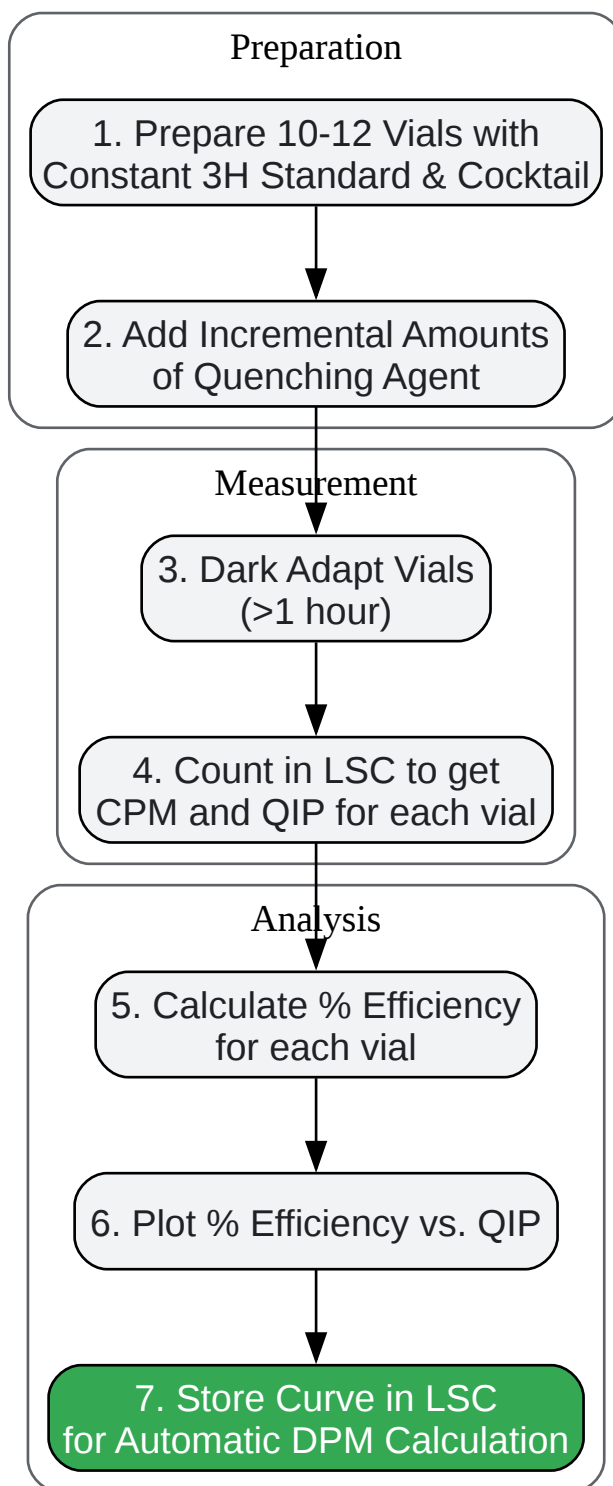 Preparation
1. Prepare 10-12 Vials with
Constant 3H Standard & Cocktail
2. Add Incremental Amounts
of Quenching Agent
Measurement
3. Dark Adapt Vials
(>1 hour)
4. Count in LSC to get
CPM and QIP for each vial
Analysis
5. Calculate % Efficiency
for each vial
6. Plot % Efficiency vs. QIP
7. Store Curve in LSC
for Automatic DPM Calculation